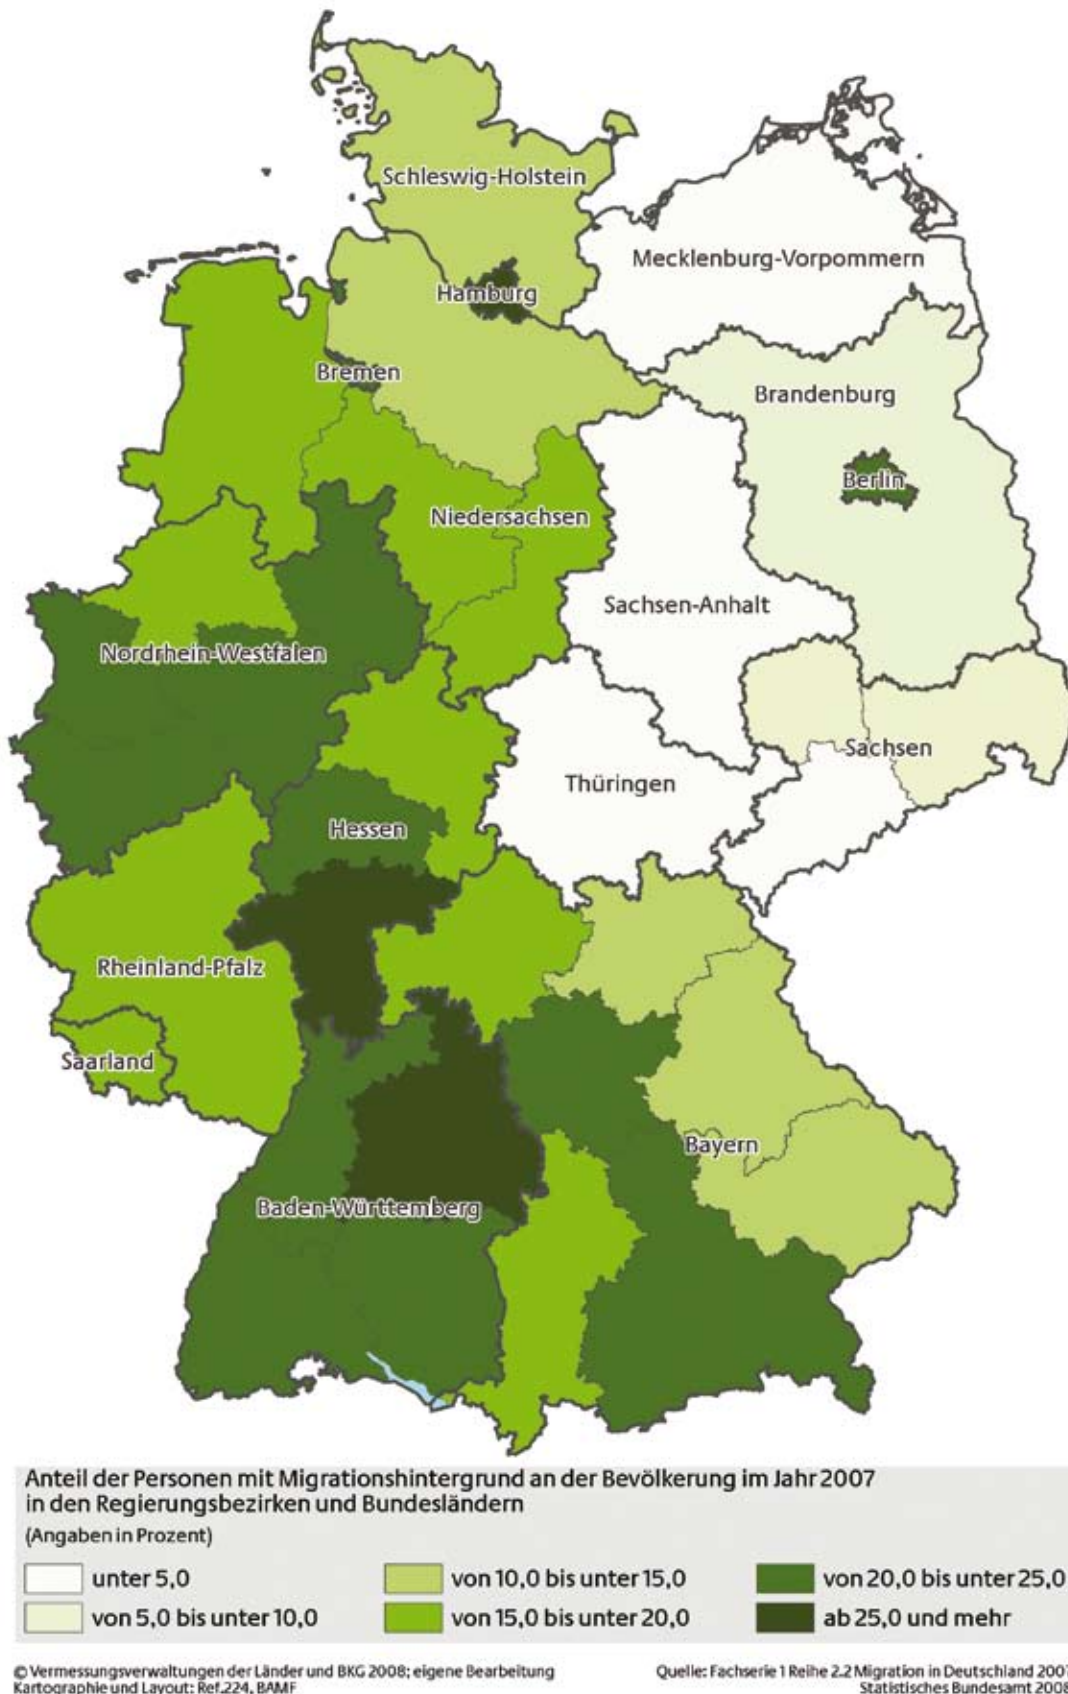 Schleswig-Holstein
Mecklenburg-Vorpommern
Hamburg
Bremen
Brandenburg
Berlin
Niedersachsen
Sachsen-Anhalt
Nordrhein-Westfalen
Sachsen
Thüringen
Hessen
Rheinland-Pfalz
Saarland
Bayern
Baden-Württemberg
Anteil der Personen mit Migrationshintergrund an der Bevölkerung im Jahr 2007
in den Regierungsbezirken und Bundesländern
(Angaben in Prozent)
unter 5,0
von 10,0 bis unter 15,0
von 20,0 bis unter 25,0
von 5,0 bis unter 10,0
von 15,0 bis unter 20,0
ab 25,0 und mehr
© Vermessungsverwaltungen der Länder und BKG 2008; eigene Bearbeitung
Quelle: Fachserie 1 Reihe 2.2 Migration in Deutschland 2007
Kartographie und Layout: Ref.224, BAMF
Statistisches Bundesamt 2008